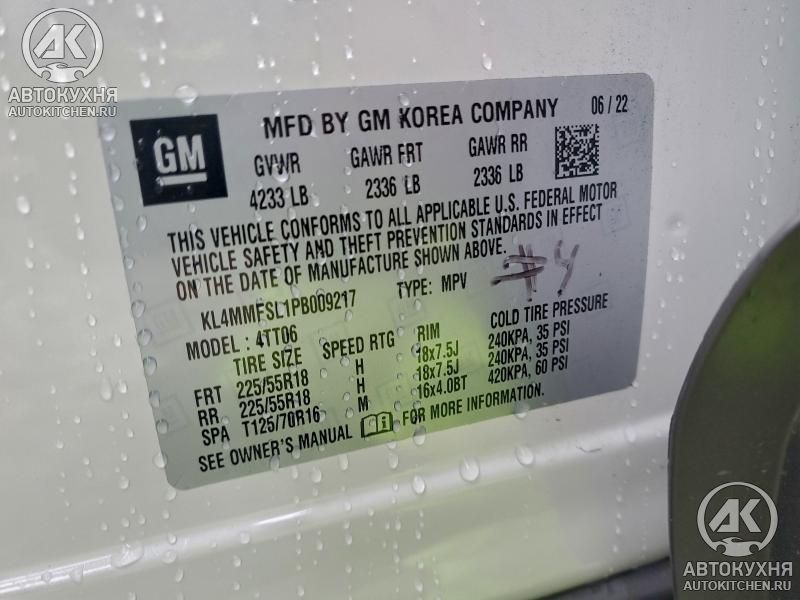 АК
АВТОКУХНЯ
AUTOKITCHEN.RU
GM
MFD BY GM KOREA COMPANY 06 / 22
GVWR GAWR FRT GAWR RR
4233 LB 2336 LB 2336 LB
THIS VEHICLE CONFORMS TO ALL APPLICABLE U.S. FEDERAL MOTOR
VEHICLE SAFETY AND THEFT PREVENTION STANDARDS IN EFFECT
ON THE DATE OF MANUFACTURE SHOWN ABOVE.
#4
KL4MMFSL1PB009217 TYPE: MPV
MODEL: 4TT06
TIRE SIZE SPEED RTG RIM COLD TIRE PRESSURE
FRT 225/55R18 H 18x7.5J 240KPA, 35 PSI
RR 225/55R18 H 18x7.5J 240KPA, 35 PSI
SPA T125/70R16 M 16x4.0BT 420KPA, 60 PSI
SEE OWNER'S MANUAL FOR MORE INFORMATION.
АК
АВТОКУХНЯ
AUTOKITCHEN.RU